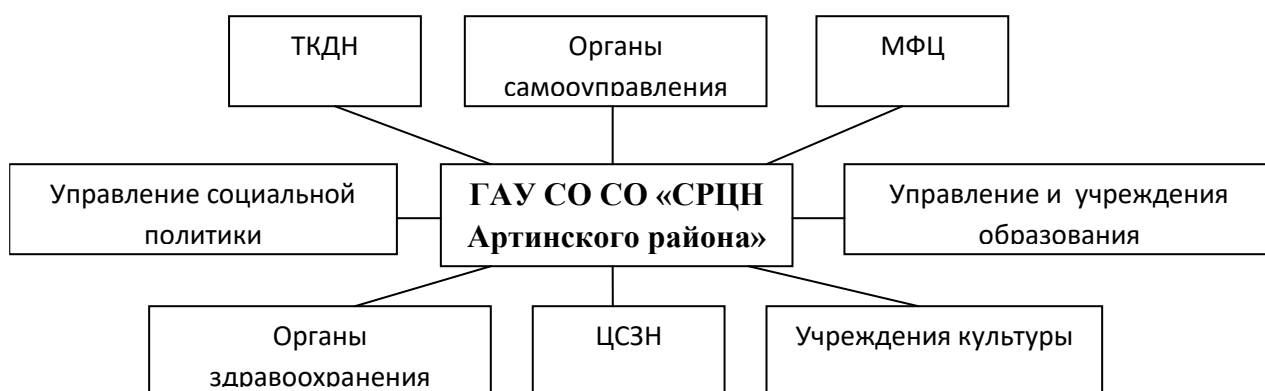 ТКДН
Органы
самооуправления
МФЦ
Управление социальной
политики
ГАУ СО СО «СРЦН
Артинского района»
Управление и учреждения
образования
Органы
здравоохранения
ЦСЗН
Учреждения культуры